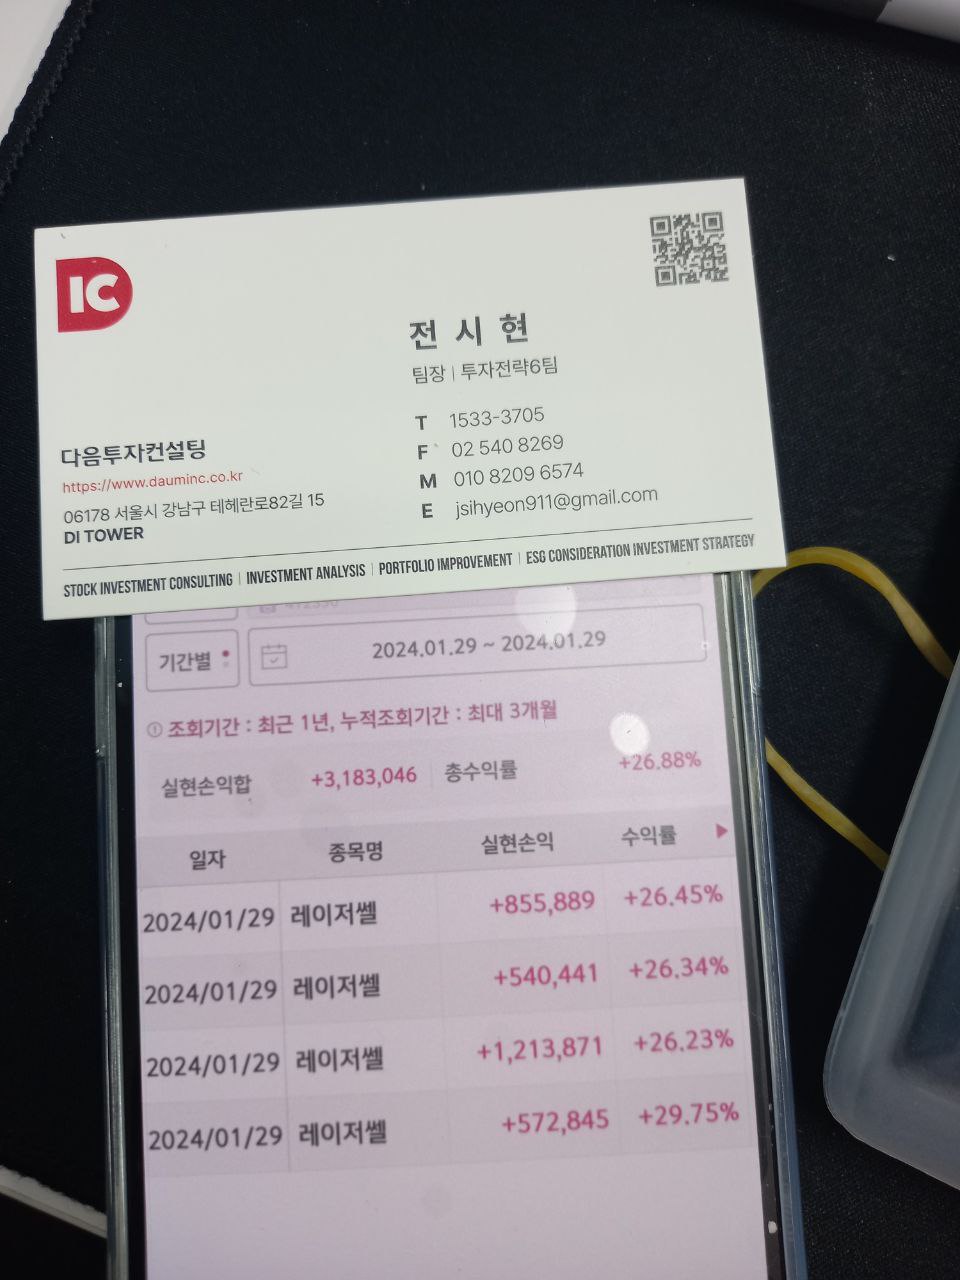 IC
전 시 현
팀장 | 투자전략6팀
T 1533-3705
F 02 540 8269
M 010 8209 6574
E jsihyeon911@gmail.com
다음투자컨설팅
https://www.dauminc.co.kr
06178 서울시 강남구 테헤란로82길 15
DI TOWER
STOCK INVESTMENT CONSULTING | INVESTMENT ANALYSIS | PORTFOLIO IMPROVEMENT | ESG CONSIDERATION INVESTMENT STRATEGY
기간별 2024.01.29 ~ 2024.01.29
조회기간 : 최근 1년, 누적조회기간 : 최대 3개월
실현손익합 +3,183,046 총수익률 +26.88%
일자 종목명 실현손익 수익률
2024/01/29 레이저쎌 +855,889 +26.45%
2024/01/29 레이저쎌 +540,441 +26.34%
2024/01/29 레이저쎌 +1,213,871 +26.23%
2024/01/29 레이저쎌 +572,845 +29.75%